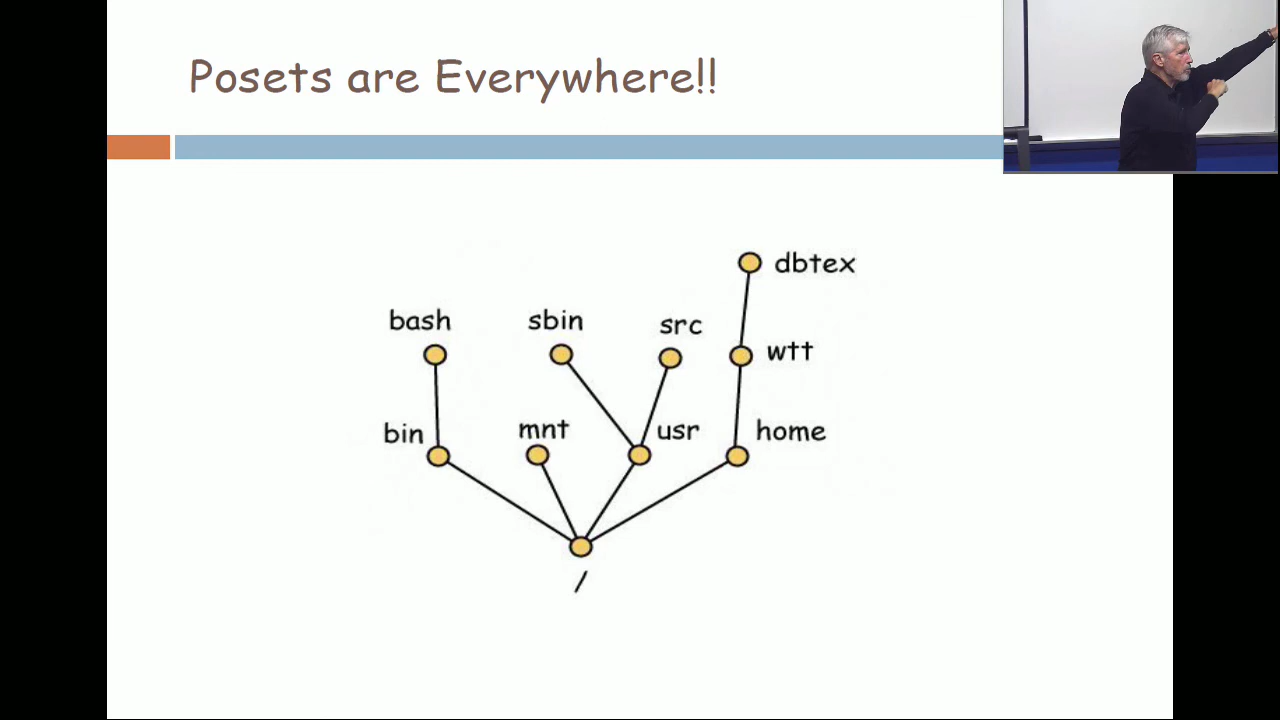 Posets are Everywhere!!
dbtex
bash
sbin
src
wtt
bin
mnt
usr
home
/